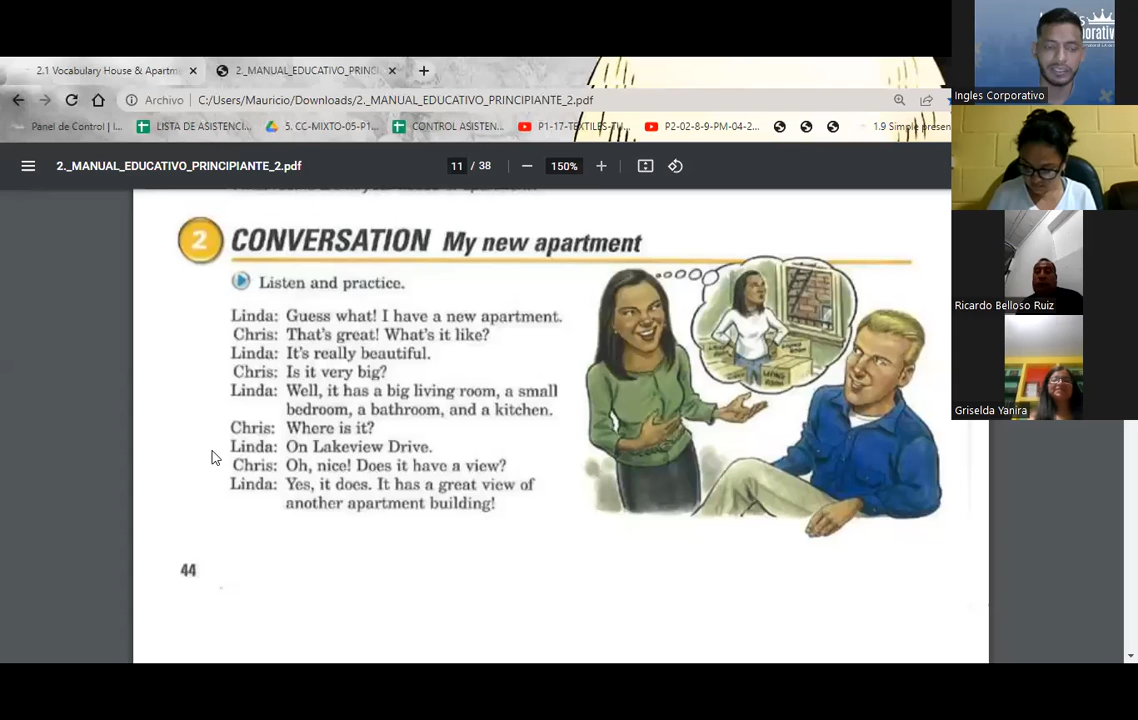 2.1 Vocabulary House & Apartm
2._MANUAL_EDUCATIVO_PRINCI
Archivo C:/Users/Mauricio/Downloads/2._MANUAL_EDUCATIVO_PRINCIPIANTE_2.pdf
Panel de Control | I... LISTA DE ASISTENCI... 5. CC-MIXTO-05-P1... CONTROL ASISTEN... P1-17-TEXTILES-TU... P2-02-8-9-PM-04-2... 1.9 Simple presen
2._MANUAL_EDUCATIVO_PRINCIPIANTE_2.pdf 11 / 38 150%
2 CONVERSATION My new apartment
Listen and practice.
Linda: Guess what! I have a new apartment.
Chris: That's great! What's it like?
Linda: It's really beautiful.
Chris: Is it very big?
Linda: Well, it has a big living room, a small
bedroom, a bathroom, and a kitchen.
Chris: Where is it?
Linda: On Lakeview Drive.
Chris: Oh, nice! Does it have a view?
Linda: Yes, it does. It has a great view of
another apartment building!
44
LIVING
ROOM
Ingles Corporativo
Ricardo Belloso Ruiz
Griselda Yanira